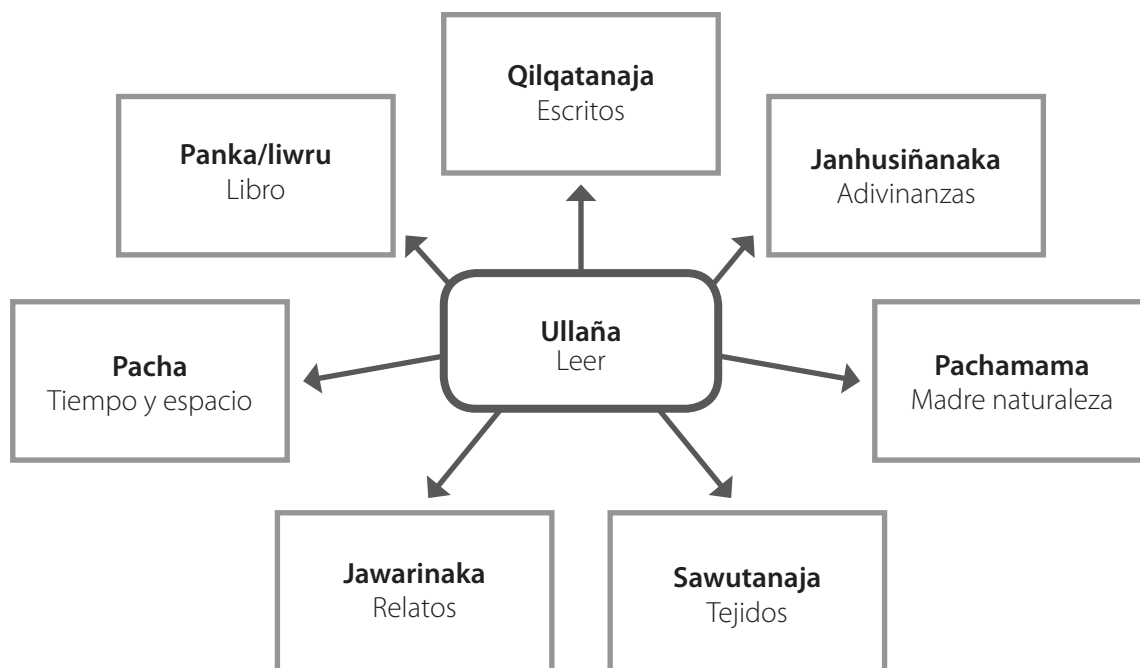 Qilqatanaja
Escritos
Panka/liwru
Libro
Janhusiñanaka
Adivinanzas
Ullaña
Leer
Pacha
Tiempo y espacio
Pachamama
Madre naturaleza
Jawarinaka
Relatos
Sawutanaja
Tejidos